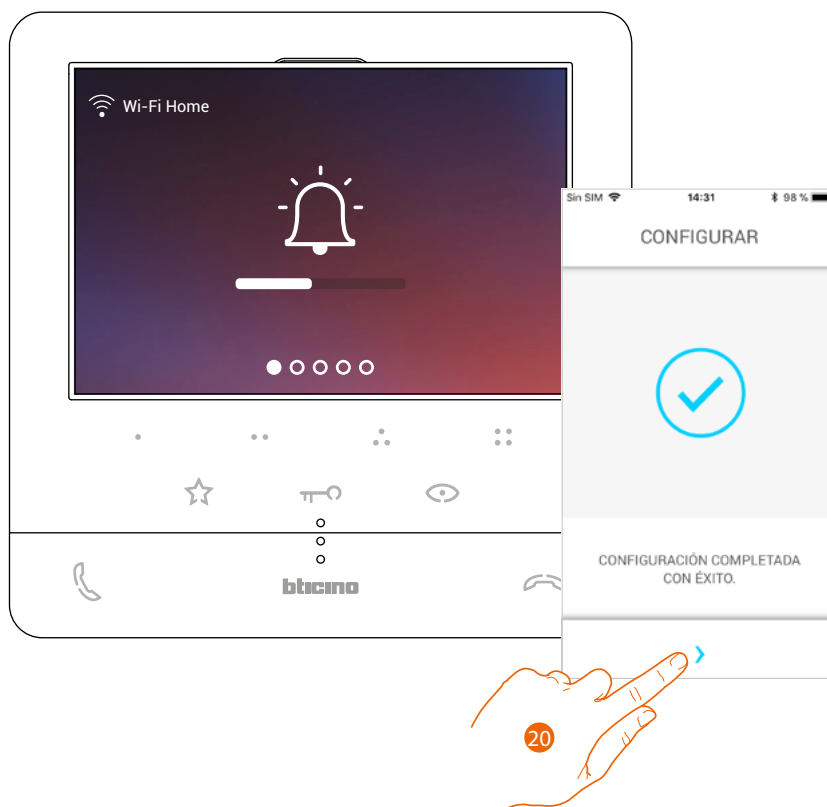 Wi-Fi Home
Sin SIM 14:31 98 %
CONFIGURAR
CONFIGURACIÓN COMPLETADA
CON ÉXITO.
bticino
20